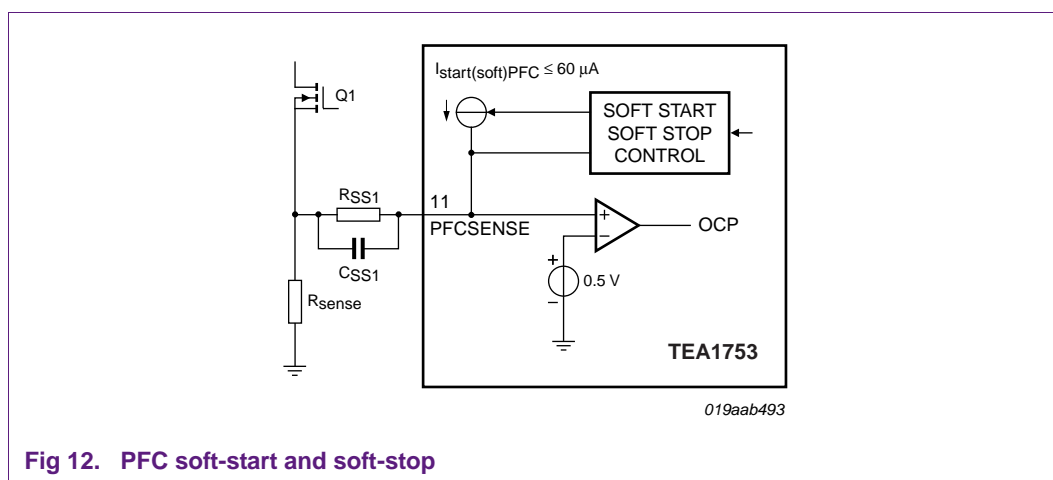 Istart(soft)PFC ≤ 60 μA
Q1
SOFT START
SOFT STOP
CONTROL
RSS1
11
PFCSENSE
CSS1
+
−
OCP
+
0.5 V
−
Rsense
TEA1753
019aab493
Fig 12. PFC soft-start and soft-stop